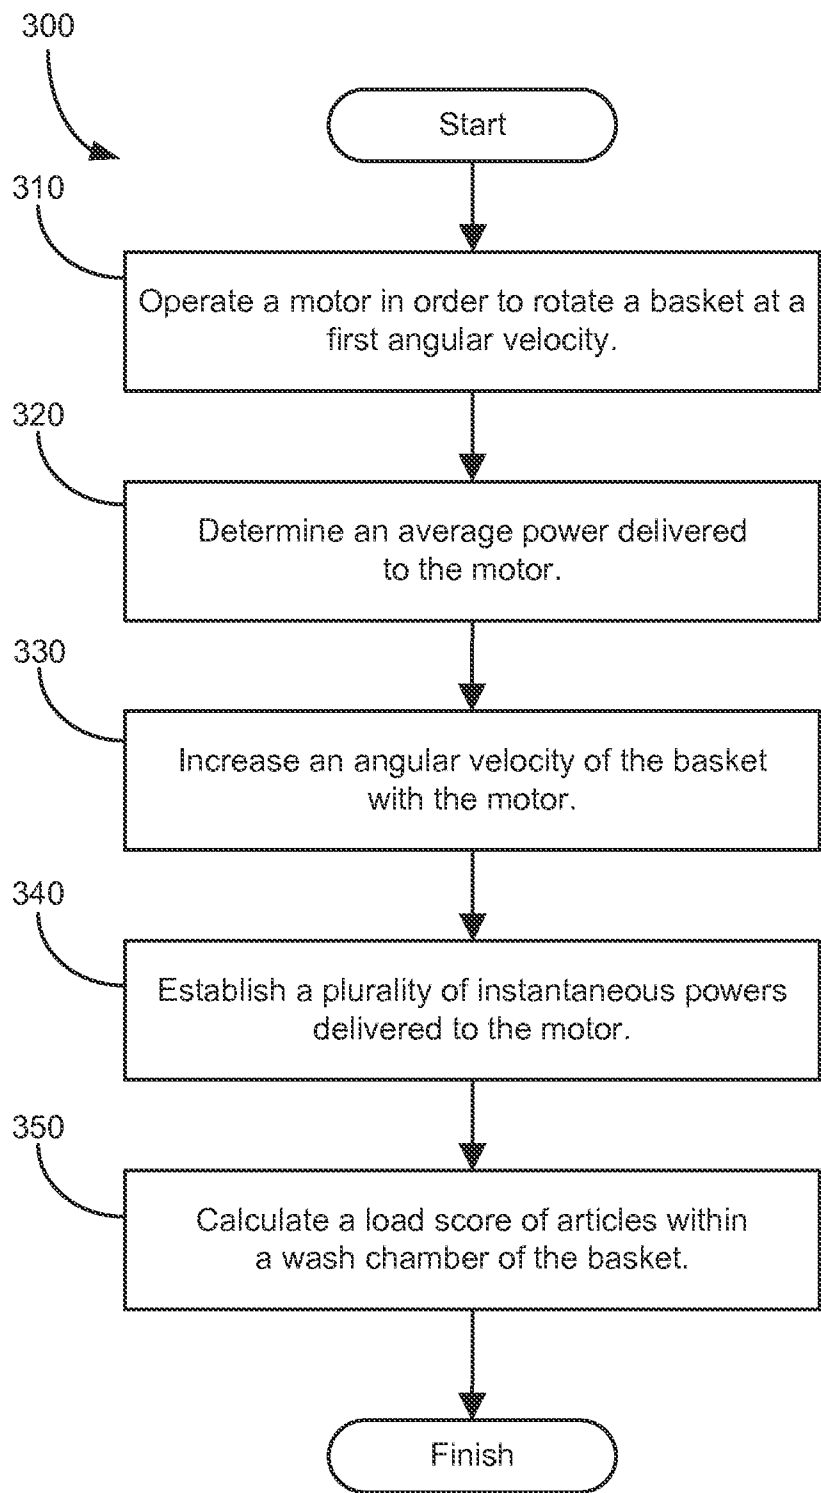 300
Start
310
Operate a motor in order to rotate a basket at a
first angular velocity.
320
Determine an average power delivered
to the motor.
330
Increase an angular velocity of the basket
with the motor.
340
Establish a plurality of instantaneous powers
delivered to the motor.
350
Calculate a load score of articles within
a wash chamber of the basket.
Finish